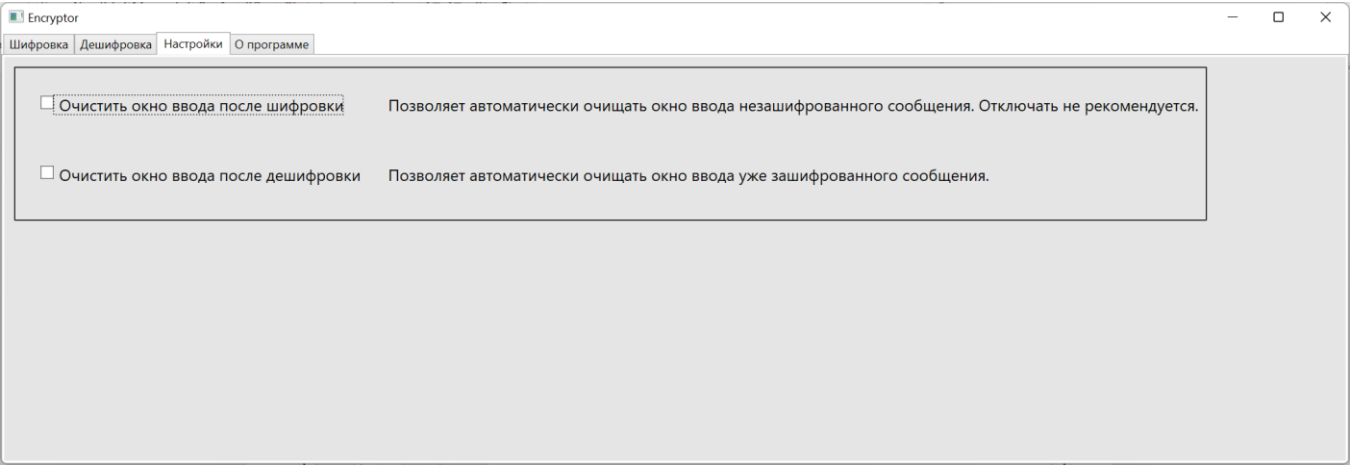 Encryptor
Шифровка Дешифровка Настройки О программе
Очистить окно ввода после шифровки Позволяет автоматически очищать окно ввода незашифрованного сообщения. Отключать не рекомендуется.
Очистить окно ввода после дешифровки Позволяет автоматически очищать окно ввода уже зашифрованного сообщения.